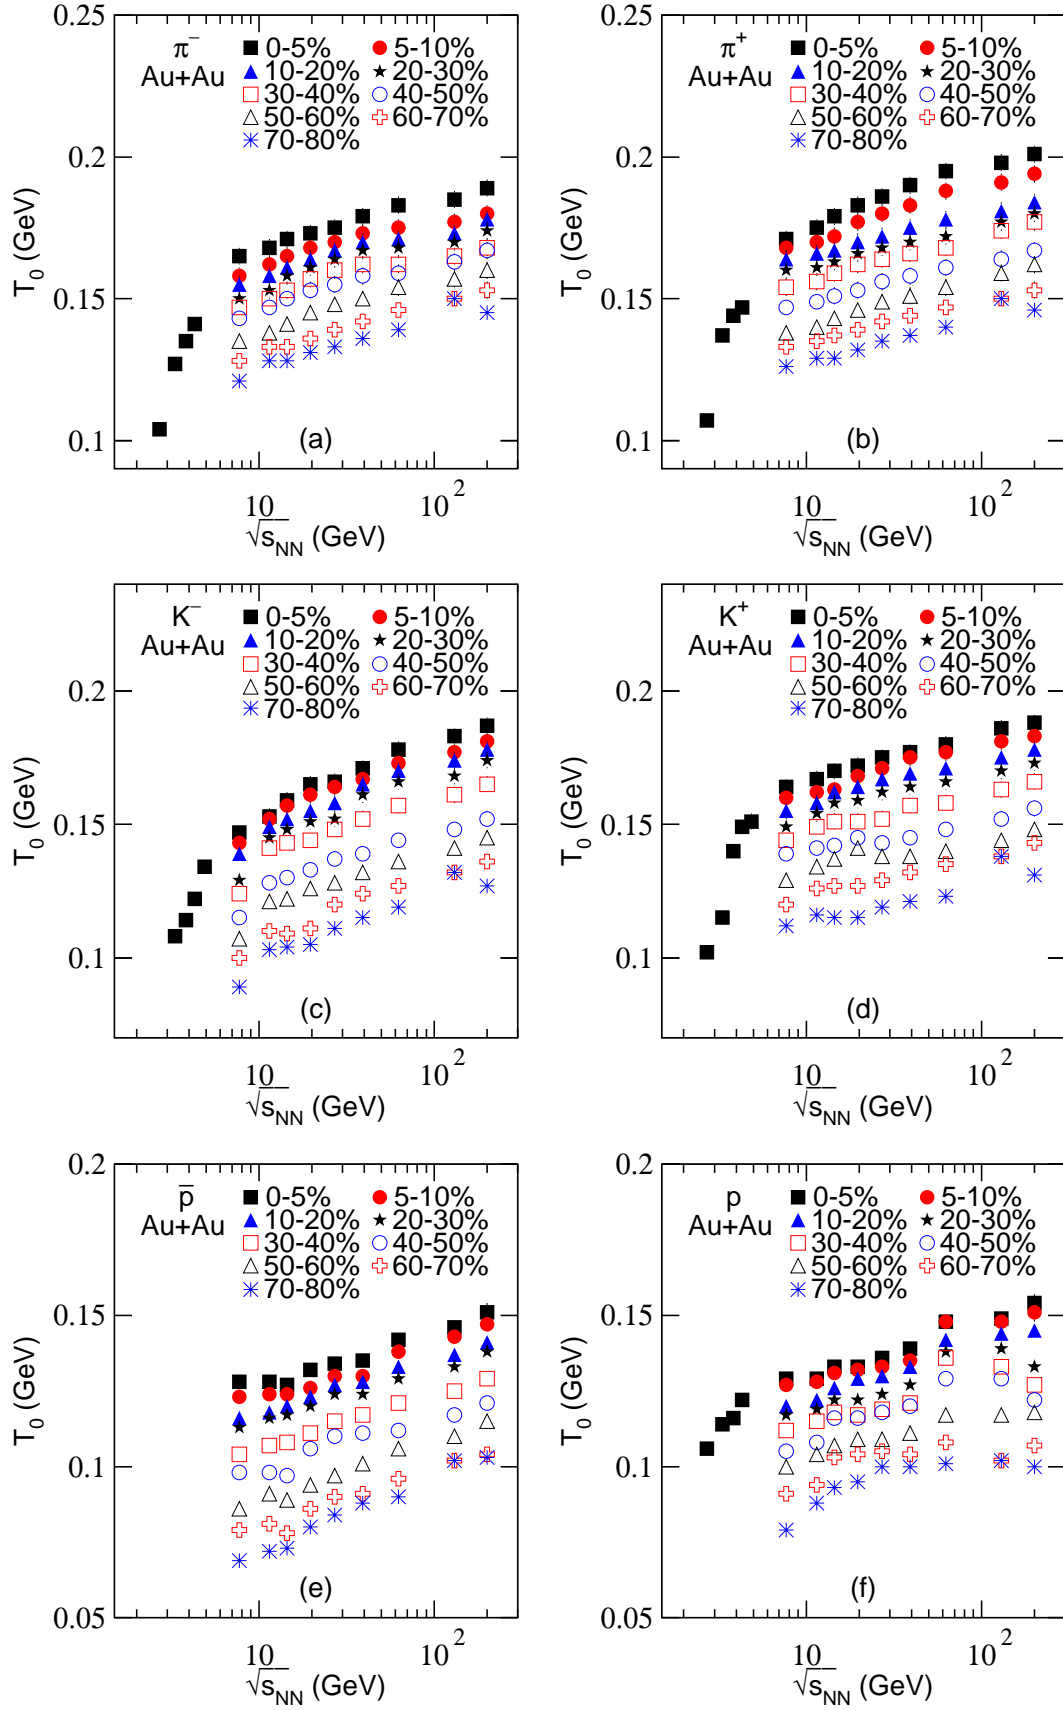 0.25
0.2
0.15
0.1
T₀ (GeV)
π⁻
Au+Au
0-5% 5-10%
10-20% 20-30%
30-40% 40-50%
50-60% 60-70%
70-80%
(a)
10 10²
√s_NN (GeV)
0.25
0.2
0.15
0.1
T₀ (GeV)
π⁺
Au+Au
0-5% 5-10%
10-20% 20-30%
30-40% 40-50%
50-60% 60-70%
70-80%
(b)
10 10²
√s_NN (GeV)
0.2
0.15
0.1
T₀ (GeV)
K⁻
Au+Au
0-5% 5-10%
10-20% 20-30%
30-40% 40-50%
50-60% 60-70%
70-80%
(c)
10 10²
√s_NN (GeV)
0.2
0.15
0.1
T₀ (GeV)
K⁺
Au+Au
0-5% 5-10%
10-20% 20-30%
30-40% 40-50%
50-60% 60-70%
70-80%
(d)
10 10²
√s_NN (GeV)
0.2
0.15
0.1
0.05
T₀ (GeV)
p̅
Au+Au
0-5% 5-10%
10-20% 20-30%
30-40% 40-50%
50-60% 60-70%
70-80%
(e)
10 10²
√s_NN (GeV)
0.2
0.15
0.1
0.05
T₀ (GeV)
p
Au+Au
0-5% 5-10%
10-20% 20-30%
30-40% 40-50%
50-60% 60-70%
70-80%
(f)
10 10²
√s_NN (GeV)